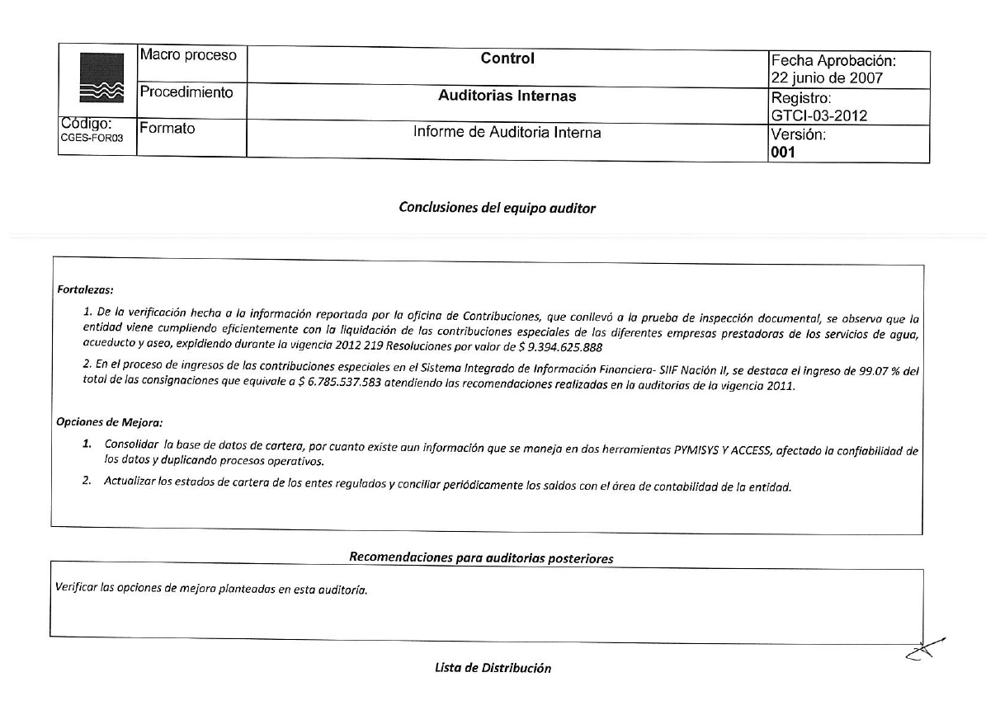 Macro proceso
Control
Fecha Aprobación:
22 junio de 2007
Procedimiento
Auditorias Internas
Registro:
GTCI-03-2012
Código:
CGES-FOR03
Formato
Informe de Auditoria Interna
Versión:
001
Conclusiones del equipo auditor
Fortalezas:
1. De la verificación hecha a la información reportada por la oficina de Contribuciones, que conllevó a la prueba de inspección documental, se observa que la
entidad viene cumpliendo eficientemente con la liquidación de las contribuciones especiales de las diferentes empresas prestadoras de los servicios de agua,
acueducto y aseo, expidiendo durante la vigencia 2012 219 Resoluciones por valor de $ 9.394.625.888
2. En el proceso de ingresos de las contribuciones especiales en el Sistema Integrado de Información Financiera- SIIF Nación II, se destaca el ingreso de 99.07 % del
total de las consignaciones que equivale a $ 6.785.537.583 atendiendo las recomendaciones realizadas en la auditorias de la vigencia 2011.
Opciones de Mejora:
1. Consolidar la base de datos de cartera, por cuanto existe aun información que se maneja en dos herramientas PYMISYS Y ACCESS, afectado la confiabilidad de
los datos y duplicando procesos operativos.
2. Actualizar los estados de cartera de los entes regulados y conciliar periódicamente los saldos con el área de contabilidad de la entidad.
Recomendaciones para auditorias posteriores
Verificar las opciones de mejora planteadas en esta auditoría.
Lista de Distribución